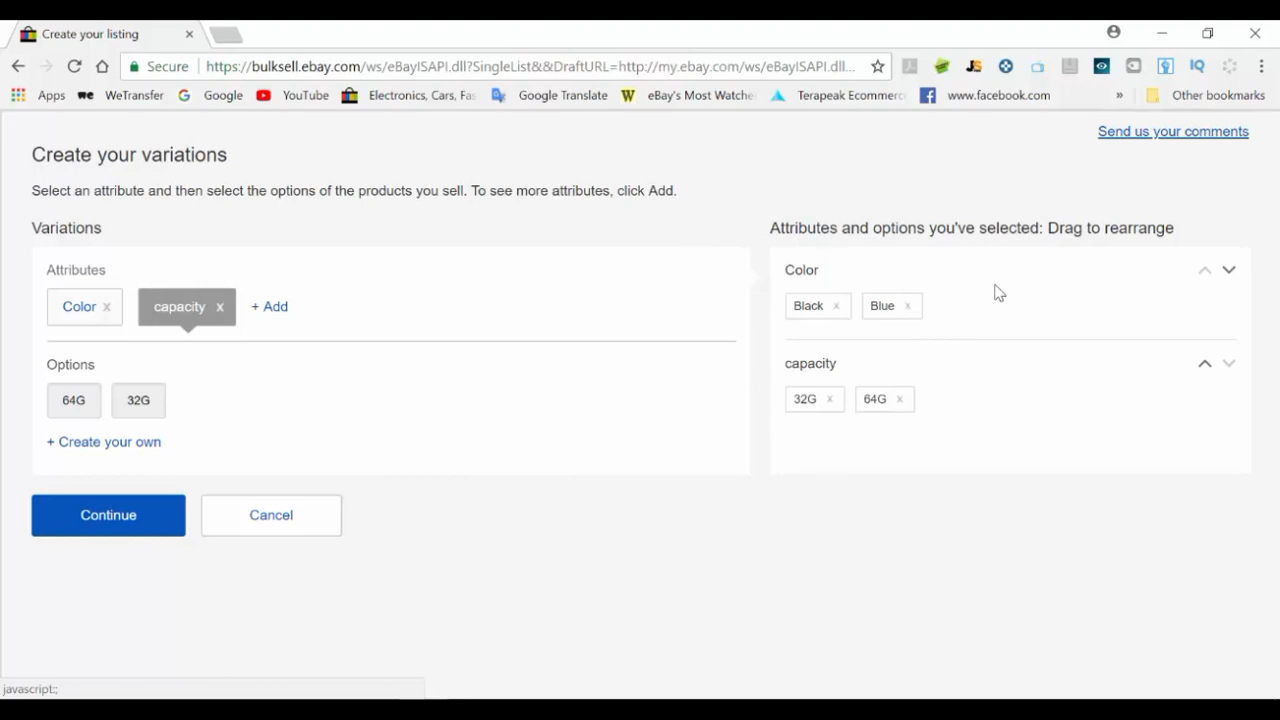 Create your listing ×
Secure https://bulksell.ebay.com/ws/eBayISAPI.dll?SingleList&&DraftURL=http://my.ebay.com/ws/eBayISAPI.dll... JS IQ
Apps we WeTransfer G Google YouTube Electronics, Cars, Fas Google Translate W eBay's Most Watche Terapeak Ecommerc f www.facebook.com » Other bookmarks
Send us your comments
Create your variations
Select an attribute and then select the options of the products you sell. To see more attributes, click Add.
Variations
Attributes
Color x capacity x + Add
Options
64G 32G
+ Create your own
Continue Cancel
Attributes and options you've selected: Drag to rearrange
Color
Black x Blue x
capacity
32G x 64G x
javascript:;